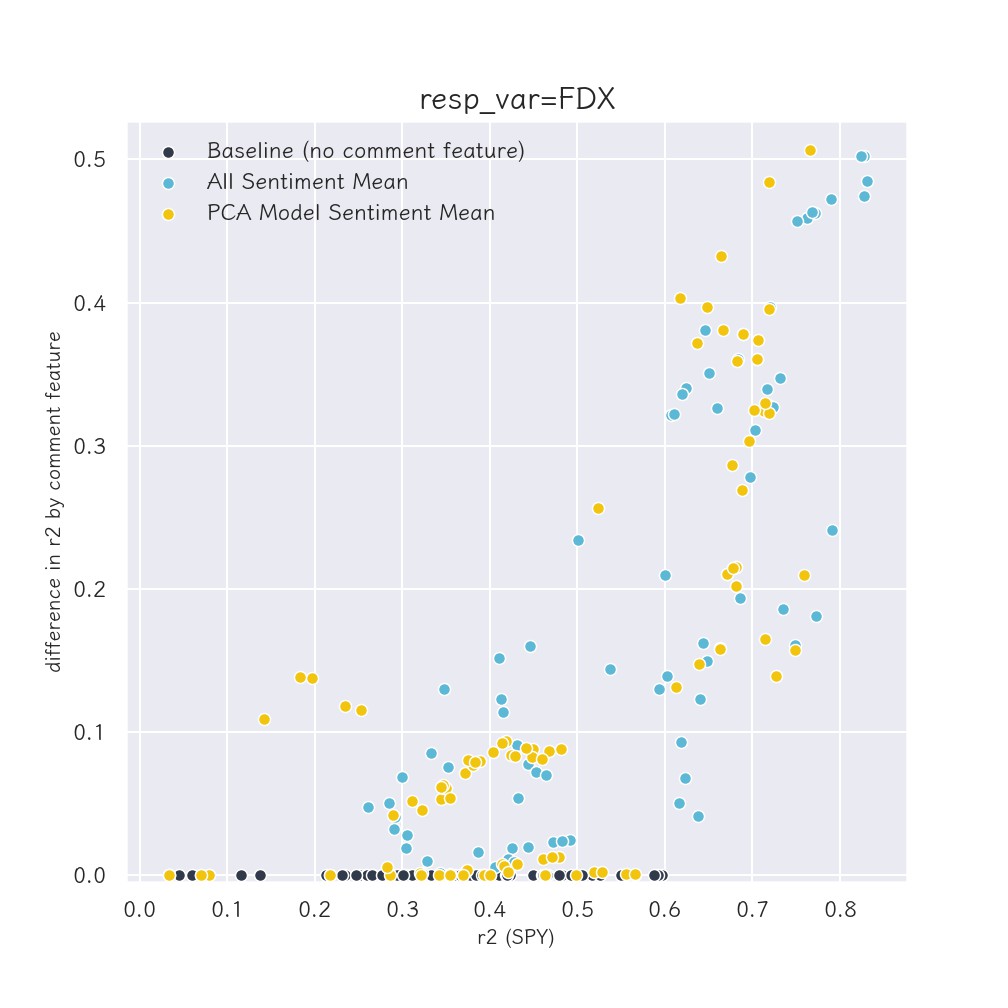 resp_var=FDX
Baseline (no comment feature)
All Sentiment Mean
PCA Model Sentiment Mean
difference in r2 by comment feature
0.5
0.4
0.3
0.2
0.1
0.0
0.0 0.1 0.2 0.3 0.4 0.5 0.6 0.7 0.8
r2 (SPY)